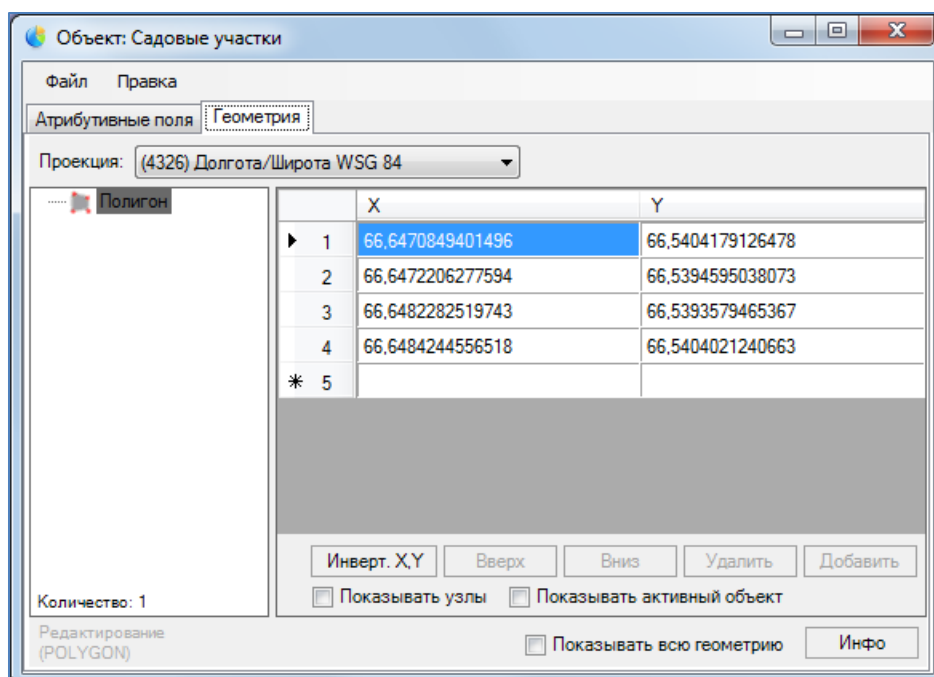 Объект: Садовые участки
Файл Правка
Атрибутивные поля Геометрия
Проекция: (4326) Долгота/Широта WSG 84
Полигон
X Y
1 66,6470849401496 66,5404179126478
2 66,6472206277594 66,5394595038073
3 66,6482282519743 66,5393579465367
4 66,6484244556518 66,5404021240663
5
Инверт. X,Y Вверх Вниз Удалить Добавить
Показывать узлы Показывать активный объект
Количество: 1
Редактирование
(POLYGON)
Показывать всю геометрию Инфо